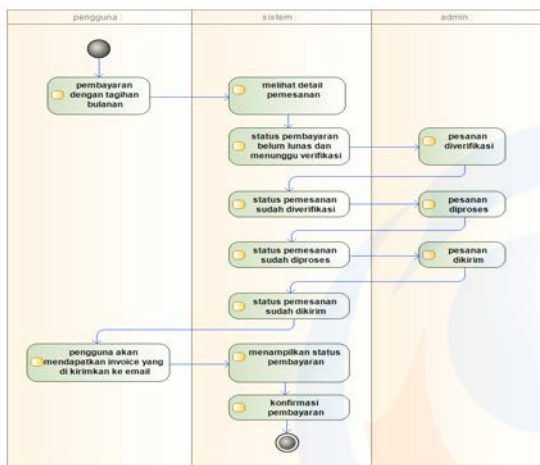 pengguna :
sistem :
admin :
pembayaran
dengan tagihan
bulanan
melihat detail
pemesanan
status pembayaran
belum lunas dan
menunggu verifikasi
pesanan
diverifikasi
status pemesanan
sudah diverifikasi
pesanan
diproses
status pemesanan
sudah diproses
pesanan
dikirim
status pemesanan
sudah dikirim
pengguna akan
mendapatkan invoice yang
di kirimkan ke email
menampilkan status
pembayaran
konfirmasi
pembayaran